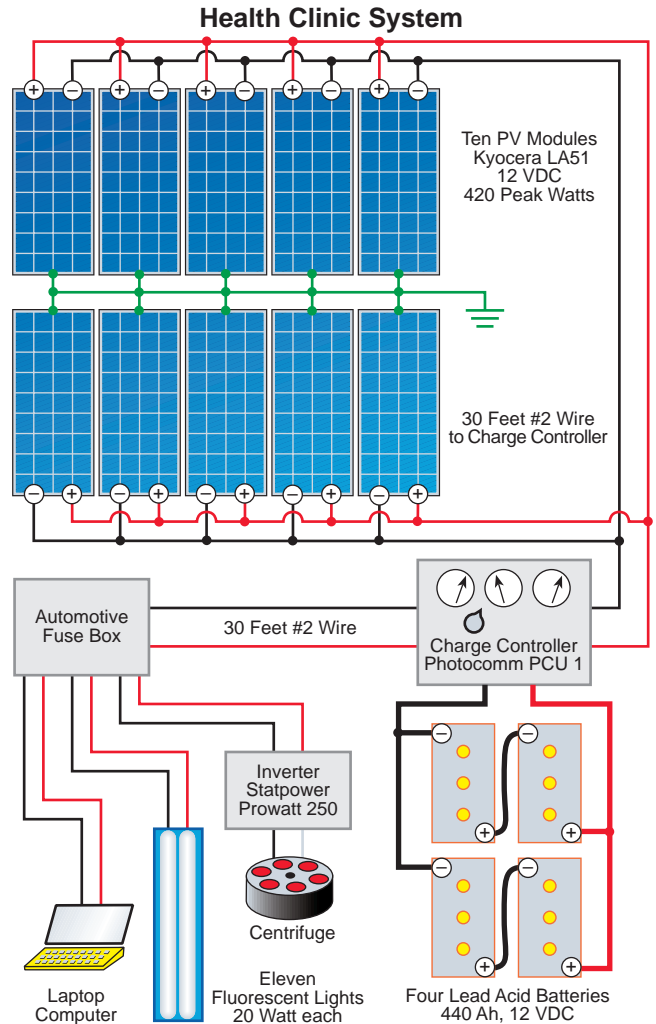 Health Clinic System
+ − + − + − + − + −
Ten PV Modules
Kyocera LA51
12 VDC
420 Peak Watts
30 Feet #2 Wire
to Charge Controller
− + − + − + − + − +
Automotive
Fuse Box
30 Feet #2 Wire
Charge Controller
Photocomm PCU 1
− −
+ +
Inverter
Statpower
Prowatt 250
− −
+ +
Centrifuge
Laptop
Computer
Eleven
Fluorescent Lights
20 Watt each
Four Lead Acid Batteries
440 Ah, 12 VDC